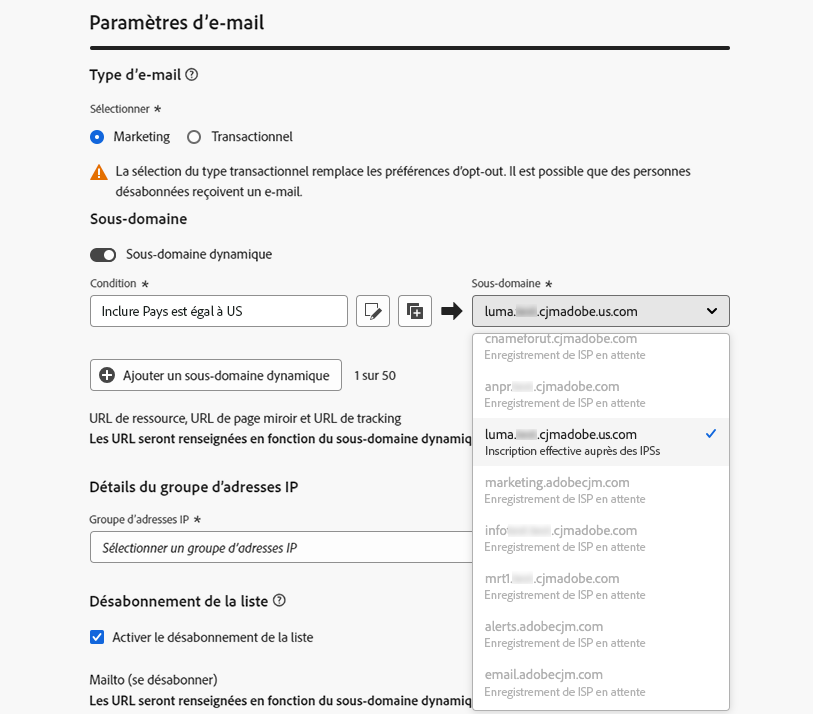 Paramètres d'e-mail
Type d'e-mail
Sélectionner *
Marketing Transactionnel
La sélection du type transactionnel remplace les préférences d'opt-out. Il est possible que des personnes
désabonnées reçoivent un e-mail.
Sous-domaine
Sous-domaine dynamique
Condition * Sous-domaine *
Inclure Pays est égal à US luma. .cjmadobe.us.com
cnameforut.cjmadobe.com
Enregistrement de ISP en attente
Ajouter un sous-domaine dynamique 1 sur 50
anpr. .cjmadobe.com
Enregistrement de ISP en attente
URL de ressource, URL de page miroir et URL de tracking
Les URL seront renseignées en fonction du sous-domaine dynamiq
luma. .cjmadobe.us.com
Inscription effective auprès des IPSs
Détails du groupe d'adresses IP
marketing.adobecjm.com
Enregistrement de ISP en attente
Groupe d'adresses IP *
Sélectionner un groupe d'adresses IP
info .cjmadobe.com
Enregistrement de ISP en attente
mrt1. .cjmadobe.com
Enregistrement de ISP en attente
Désabonnement de la liste
Activer le désabonnement de la liste
alerts.adobecjm.com
Enregistrement de ISP en attente
Mailto (se désabonner)
Les URL seront renseignées en fonction du sous-domaine dynamiq
email.adobecjm.com
Enregistrement de ISP en attente